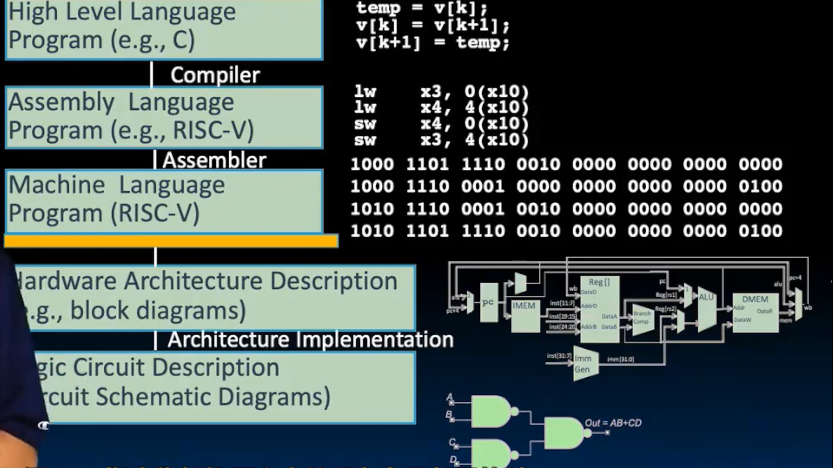 High Level Language
Program (e.g., C)
temp = v[k];
v[k] = v[k+1];
v[k+1] = temp;
Compiler
Assembly Language
Program (e.g., RISC-V)
lw x3, 0(x10)
lw x4, 4(x10)
sw x4, 0(x10)
sw x3, 4(x10)
Assembler
Machine Language
Program (RISC-V)
1000 1101 1110 0010 0000 0000 0000 0000
1000 1110 0001 0000 0000 0000 0000 0100
1010 1110 0001 0010 0000 0000 0000 0000
1010 1101 1110 0010 0000 0000 0000 0100
ardware Architecture Description
.g., block diagrams)
pc
IMEM
inst[11:7]
inst[19:15]
inst[24:20]
wb
Reg[]
DataD
AddrD
DataA
AddrB
DataB
Branch
Comp
pc
Reg[rs1]
Reg[rs2]
ALU
DMEM
Addr
DataR
DataW
pc+4
alu
mem
wb
alu
pc+4
inst[31:7]
Imm
Gen
Imm[31:0]
Architecture Implementation
gic Circuit Description
rcuit Schematic Diagrams)
A
B
C
D
Out = AB+CD